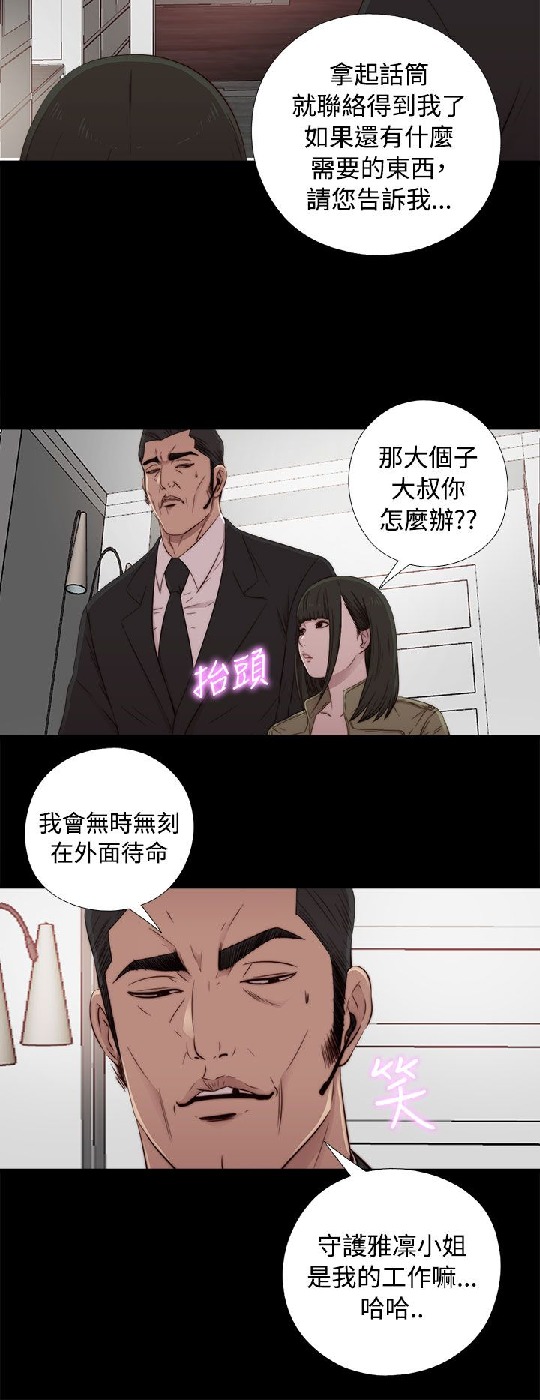 拿起話筒
就聯絡得到我了
如果還有什麼
需要的東西,
請您告訴我...
那大個子
大叔你
怎麼辦??
抬頭
我會無時無刻
在外面待命
笑
守護雅凜小姐
是我的工作嘛...
哈哈..